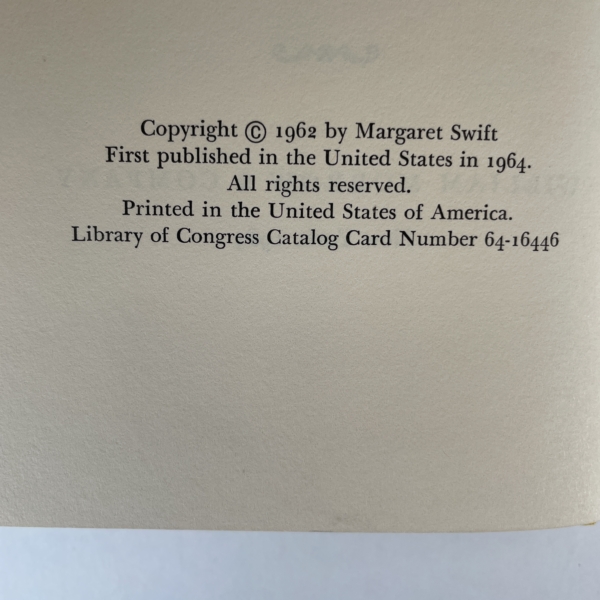 Copyright © 1962 by Margaret Swift
First published in the United States in 1964.
All rights reserved.
Printed in the United States of America.
Library of Congress Catalog Card Number 64-16446